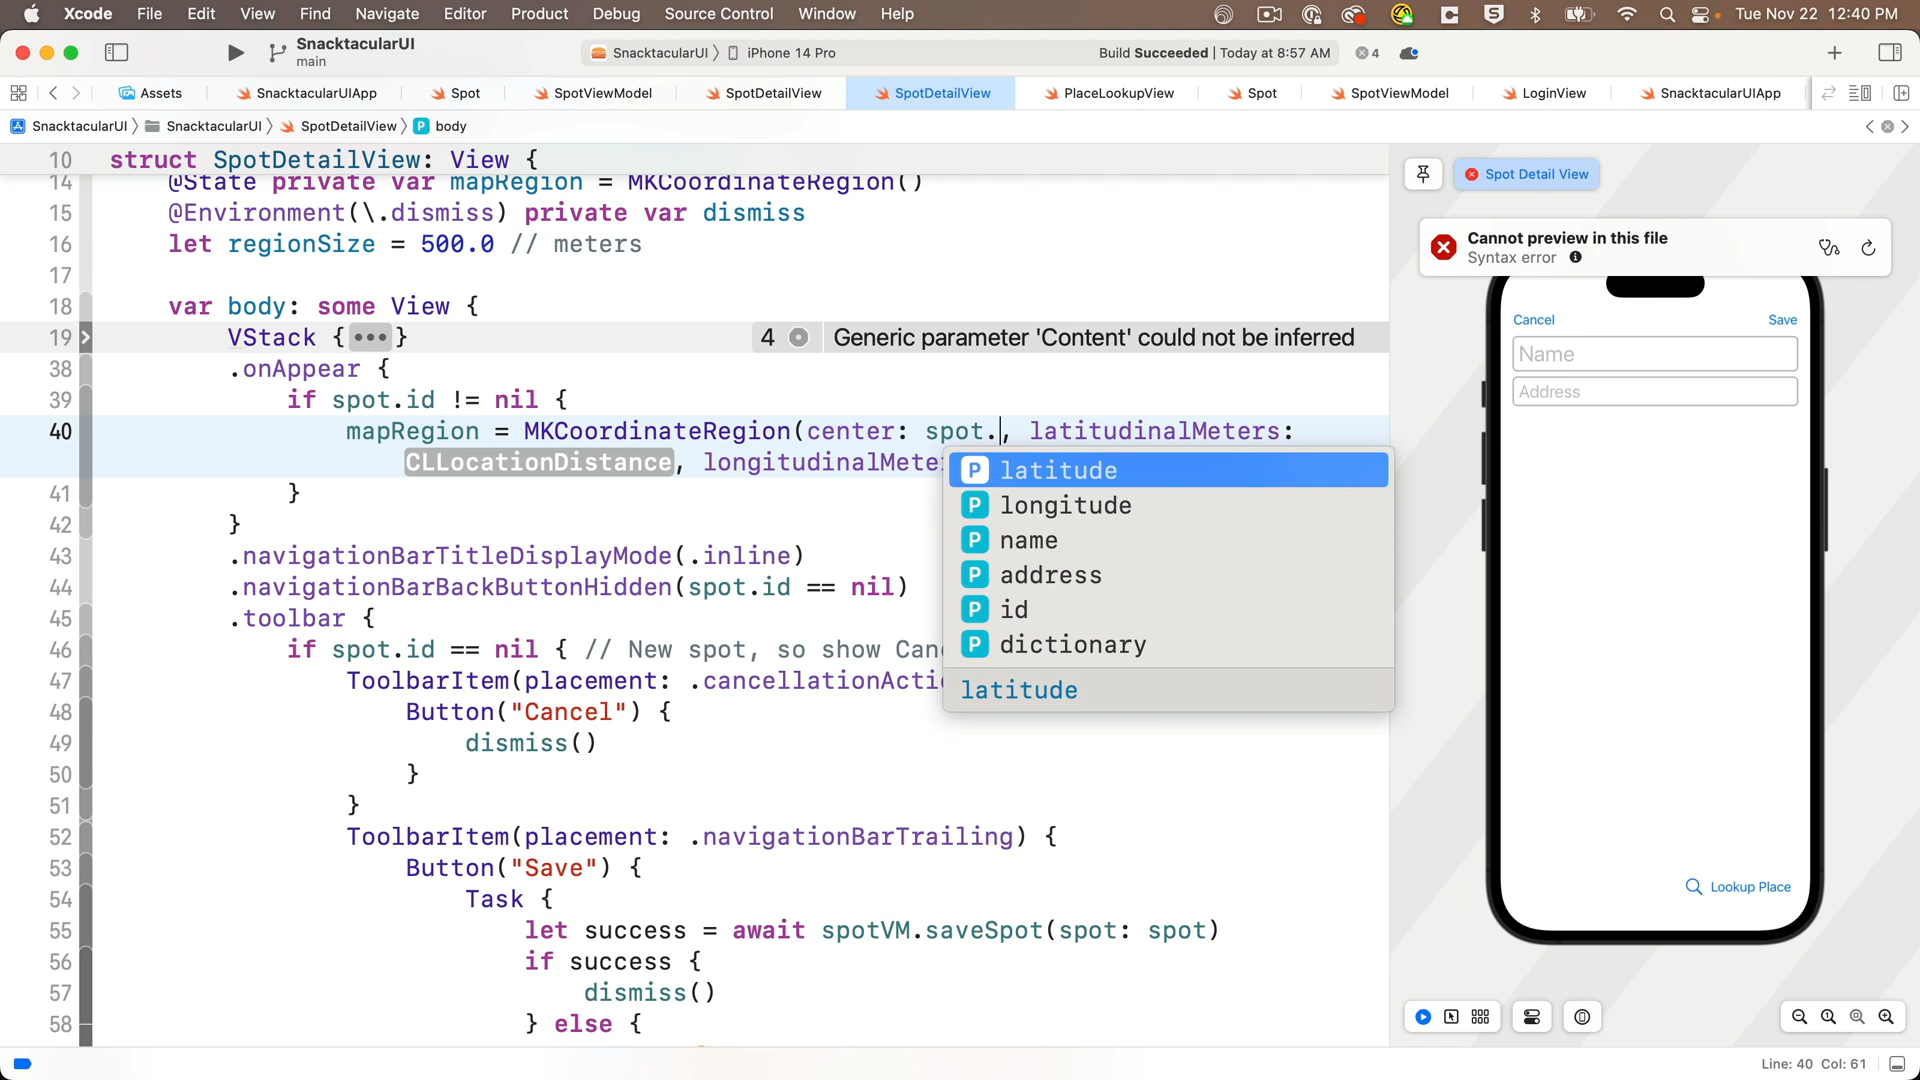 Xcode File Edit View Find Navigate Editor Product Debug Source Control Window Help Tue Nov 22 12:40 PM
SnacktacularUI
main
SnacktacularUI iPhone 14 Pro
Build Succeeded | Today at 8:57 AM 4
Assets SnacktacularUIApp Spot SpotViewModel SpotDetailView SpotDetailView PlaceLookupView Spot SpotViewModel LoginView SnacktacularUIApp
SnacktacularUI SnacktacularUI SpotDetailView P body
10 struct SpotDetailView: View {
14 @State private var mapRegion = MKCoordinateRegion()
15 @Environment(\.dismiss) private var dismiss
16 let regionSize = 500.0 // meters
17
18 var body: some View {
19 VStack {•••} 4 Generic parameter 'Content' could not be inferred
38 .onAppear {
39 if spot.id != nil {
40 mapRegion = MKCoordinateRegion(center: spot., latitudinalMeters:
CLLocationDistance, longitudinalMete
41 }
42 }
43 .navigationBarTitleDisplayMode(.inline)
44 .navigationBarBackButtonHidden(spot.id == nil)
45 .toolbar {
46 if spot.id == nil { // New spot, so show Can
47 ToolbarItem(placement: .cancellationActi
48 Button("Cancel") {
49 dismiss()
50 }
51 }
52 ToolbarItem(placement: .navigationBarTrailing) {
53 Button("Save") {
54 Task {
55 let success = await spotVM.saveSpot(spot: spot)
56 if success {
57 dismiss()
58 } else {
P latitude
P longitude
P name
P address
P id
P dictionary
latitude
Spot Detail View
Cannot preview in this file
Syntax error
Cancel Save
Name
Address
Lookup Place
Line: 40 Col: 61